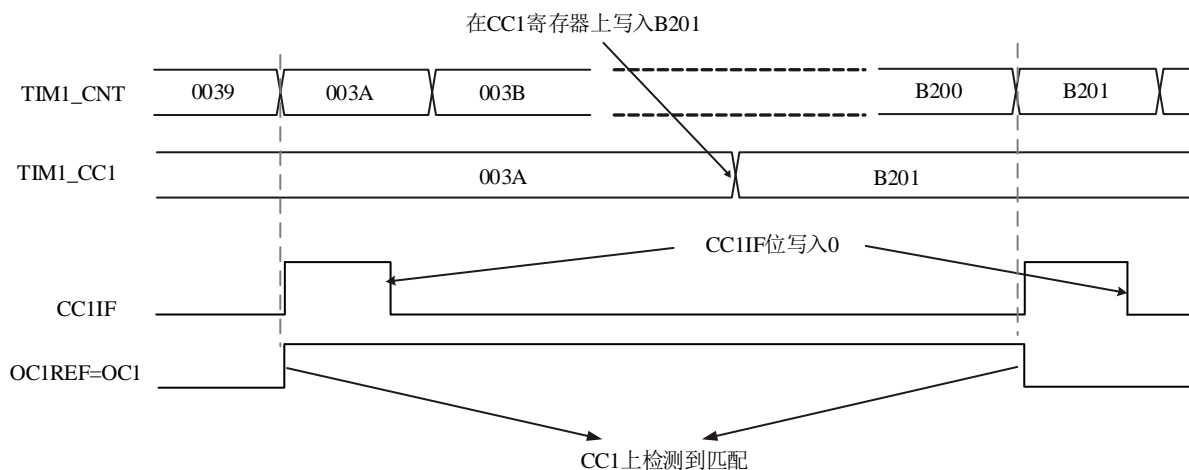 在CC1寄存器上写入B201
TIM1_CNT 0039 003A 003B B200 B201
TIM1_CC1 003A B201
CC1IF位写入0
CC1IF
OC1REF=OC1
CC1上检测到匹配